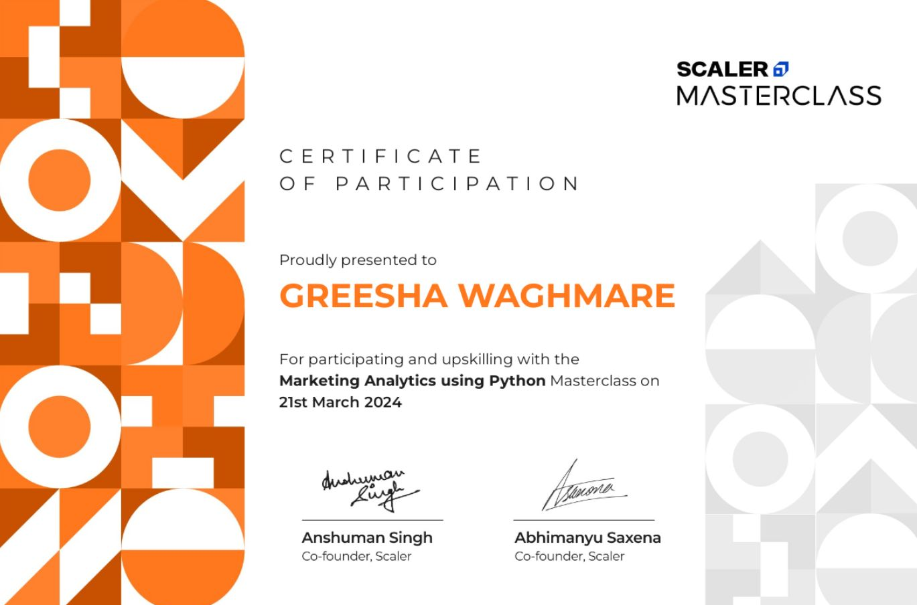 SCALER
MASTERCLASS
CERTIFICATE
OF PARTICIPATION
Proudly presented to
GREESHA WAGHMARE
For participating and upskilling with the
Marketing Analytics using Python Masterclass on
21st March 2024
Anshuman Singh
Asaxena
Anshuman Singh
Abhimanyu Saxena
Co-founder, Scaler
Co-founder, Scaler